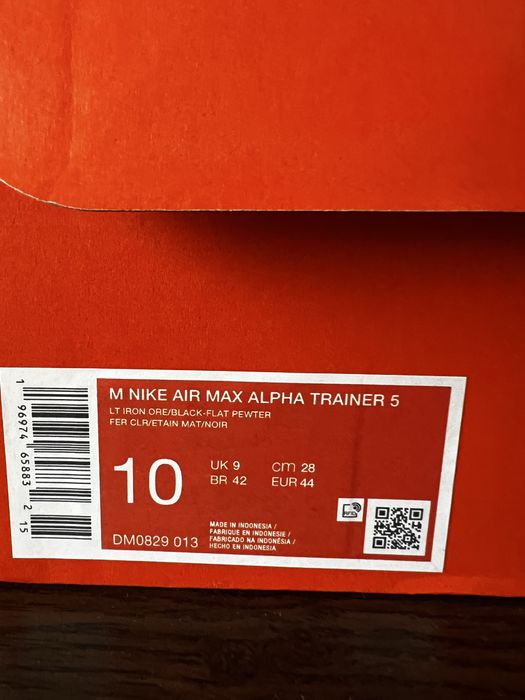 M NIKE AIR MAX ALPHA TRAINER 5
LT IRON ORE/BLACK-FLAT PEWTER
FER CLR/ETAIN MAT/NOIR
10
UK 9 cm 28
BR 42 EUR 44
DM0829 013
MADE IN INDONESIA/
FABRIQUE EN INDONESIE/
FABRICADO NA INDONÉSIA/
HECHO EN INDONESIA
1 96974 65883 2 15